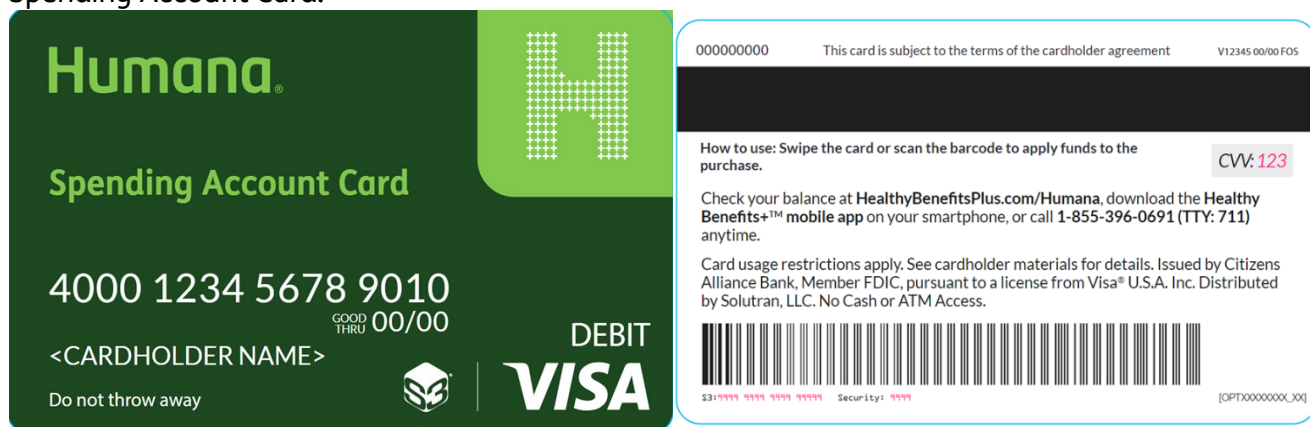 Spending Account Card.
Humana®
Spending Account Card
4000 1234 5678 9010
GOOD THRU 00/00
<CARDHOLDER NAME>
Do not throw away
S3
DEBIT
VISA
000000000 This card is subject to the terms of the cardholder agreement V12345 00/00 FOS
How to use: Swipe the card or scan the barcode to apply funds to the
purchase.
CVV: 123
Check your balance at HealthyBenefitsPlus.com/Humana, download the Healthy
Benefits+™ mobile app on your smartphone, or call 1-855-396-0691 (TTY: 711)
anytime.
Card usage restrictions apply. See cardholder materials for details. Issued by Citizens
Alliance Bank, Member FDIC, pursuant to a license from Visa® U.S.A. Inc. Distributed
by Solutran, LLC. No Cash or ATM Access.
S3:9999 9999 9999 99999 Security: 9999 [OPTXXXXXXXX_XX]